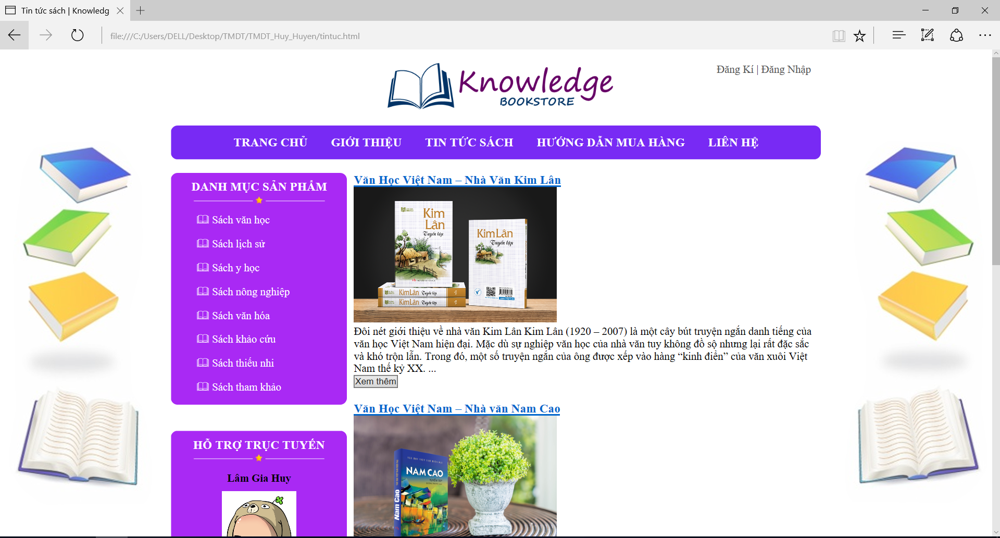 Tin tức sách | Knowledg
file:///C:/Users/DELL/Desktop/TMDT/TMDT_Huy_Huyen/tintuc.html
Knowledge
BOOKSTORE
Đăng Kí | Đăng Nhập
TRANG CHỦ GIỚI THIỆU TIN TỨC SÁCH HƯỚNG DẪN MUA HÀNG LIÊN HỆ
DANH MỤC SẢN PHẨM
Sách văn học
Sách lịch sử
Sách y học
Sách nông nghiệp
Sách văn hóa
Sách khảo cứu
Sách thiếu nhi
Sách tham khảo
HỖ TRỢ TRỰC TUYẾN
Lâm Gia Huy
Văn Học Việt Nam – Nhà Văn Kim Lân
Kim
Lân
Tuyển tập
Kim Lân
Tuyển tập
Kim Lân Tuyển tập
Kim Lân Tuyển tập
Đôi nét giới thiệu về nhà văn Kim Lân Kim Lân (1920 – 2007) là một cây bút truyện ngắn danh tiếng của
văn học Việt Nam hiện đại. Mặc dù sự nghiệp văn học của nhà văn tuy không đồ sộ nhưng lại rất đặc sắc
và khó trộn lẫn. Trong đó, một số truyện ngắn của ông được xếp vào hàng “kinh điển” của văn xuôi Việt
Nam thế kỷ XX. ...
Xem thêm
Văn Học Việt Nam – Nhà văn Nam Cao
NAM CAO
TUYỂN TẬP
Nam Cao